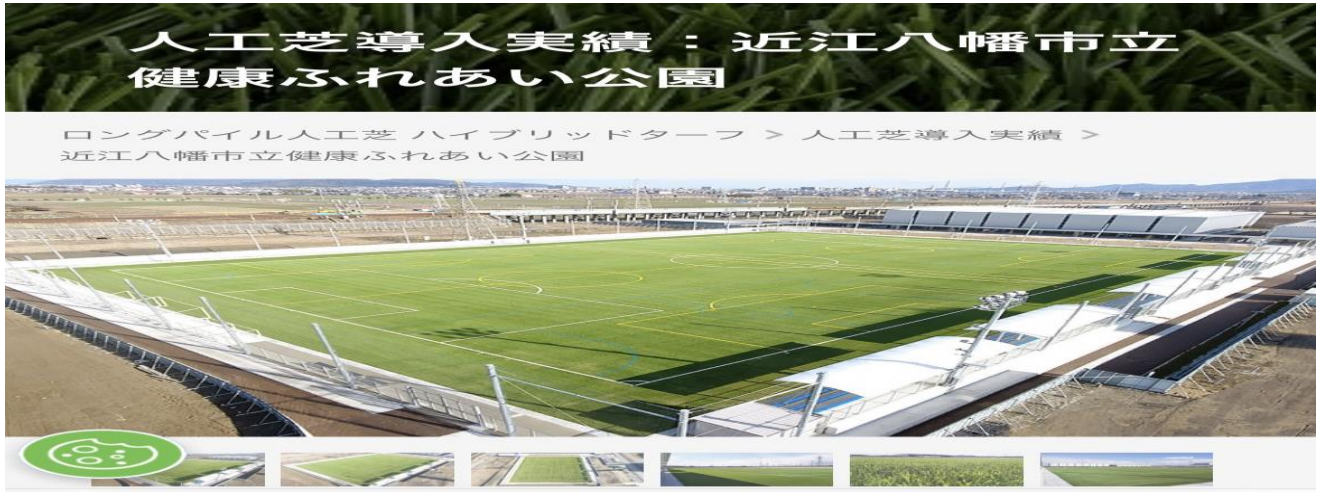 人工芝導入実績：近江八幡市立
健康ふれあい公園
ロングパイル人工芝 ハイブリッドターフ > 人工芝導入実績 >
近江八幡市立健康ふれあい公園